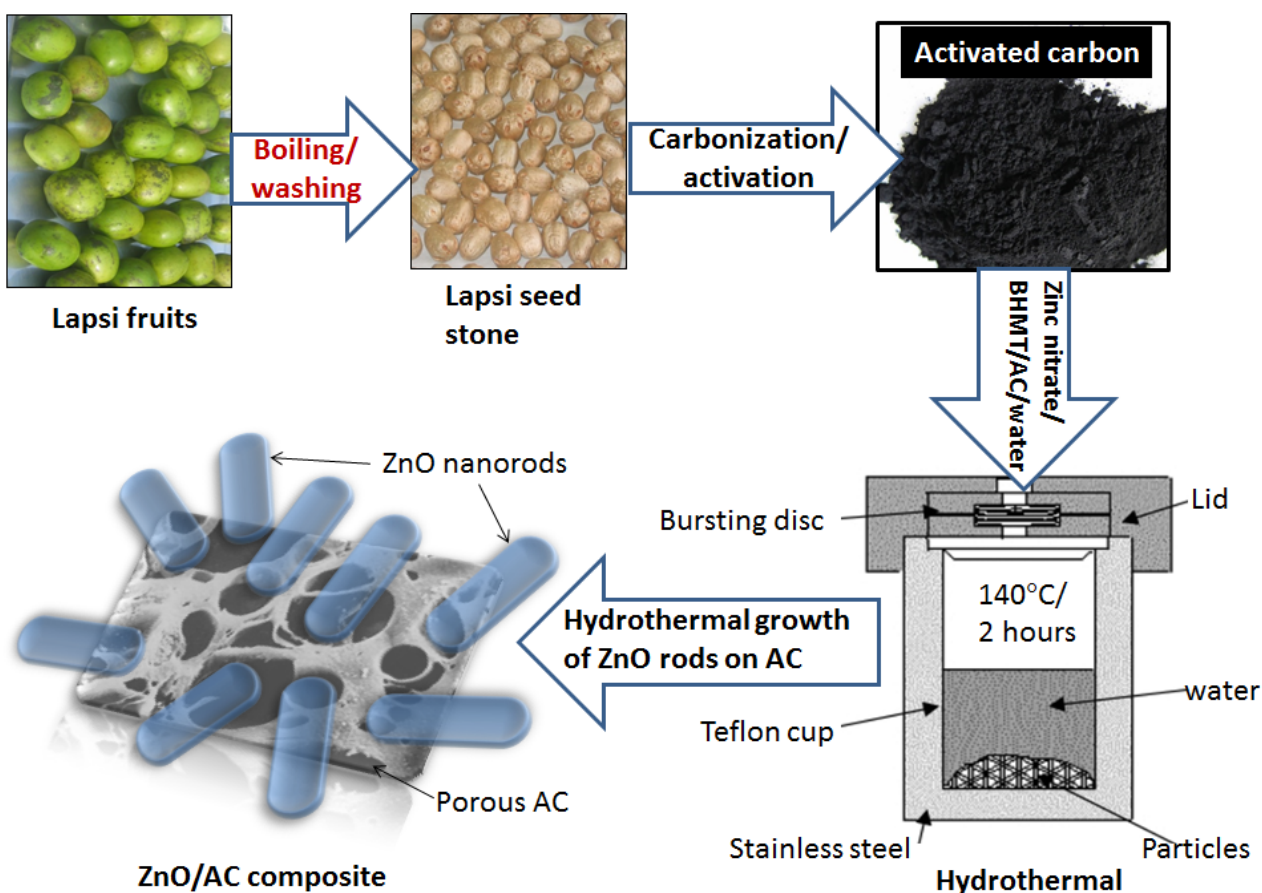 Activated carbon
Boiling/
washing
Carbonization/
activation
Lapsi fruits
Lapsi seed
stone
Zinc nitrate/
BHMT/AC/water
ZnO nanorods
Bursting disc
Lid
140°C/
2 hours
Hydrothermal growth
of ZnO rods on AC
water
Teflon cup
Porous AC
Stainless steel
Particles
ZnO/AC composite
Hydrothermal